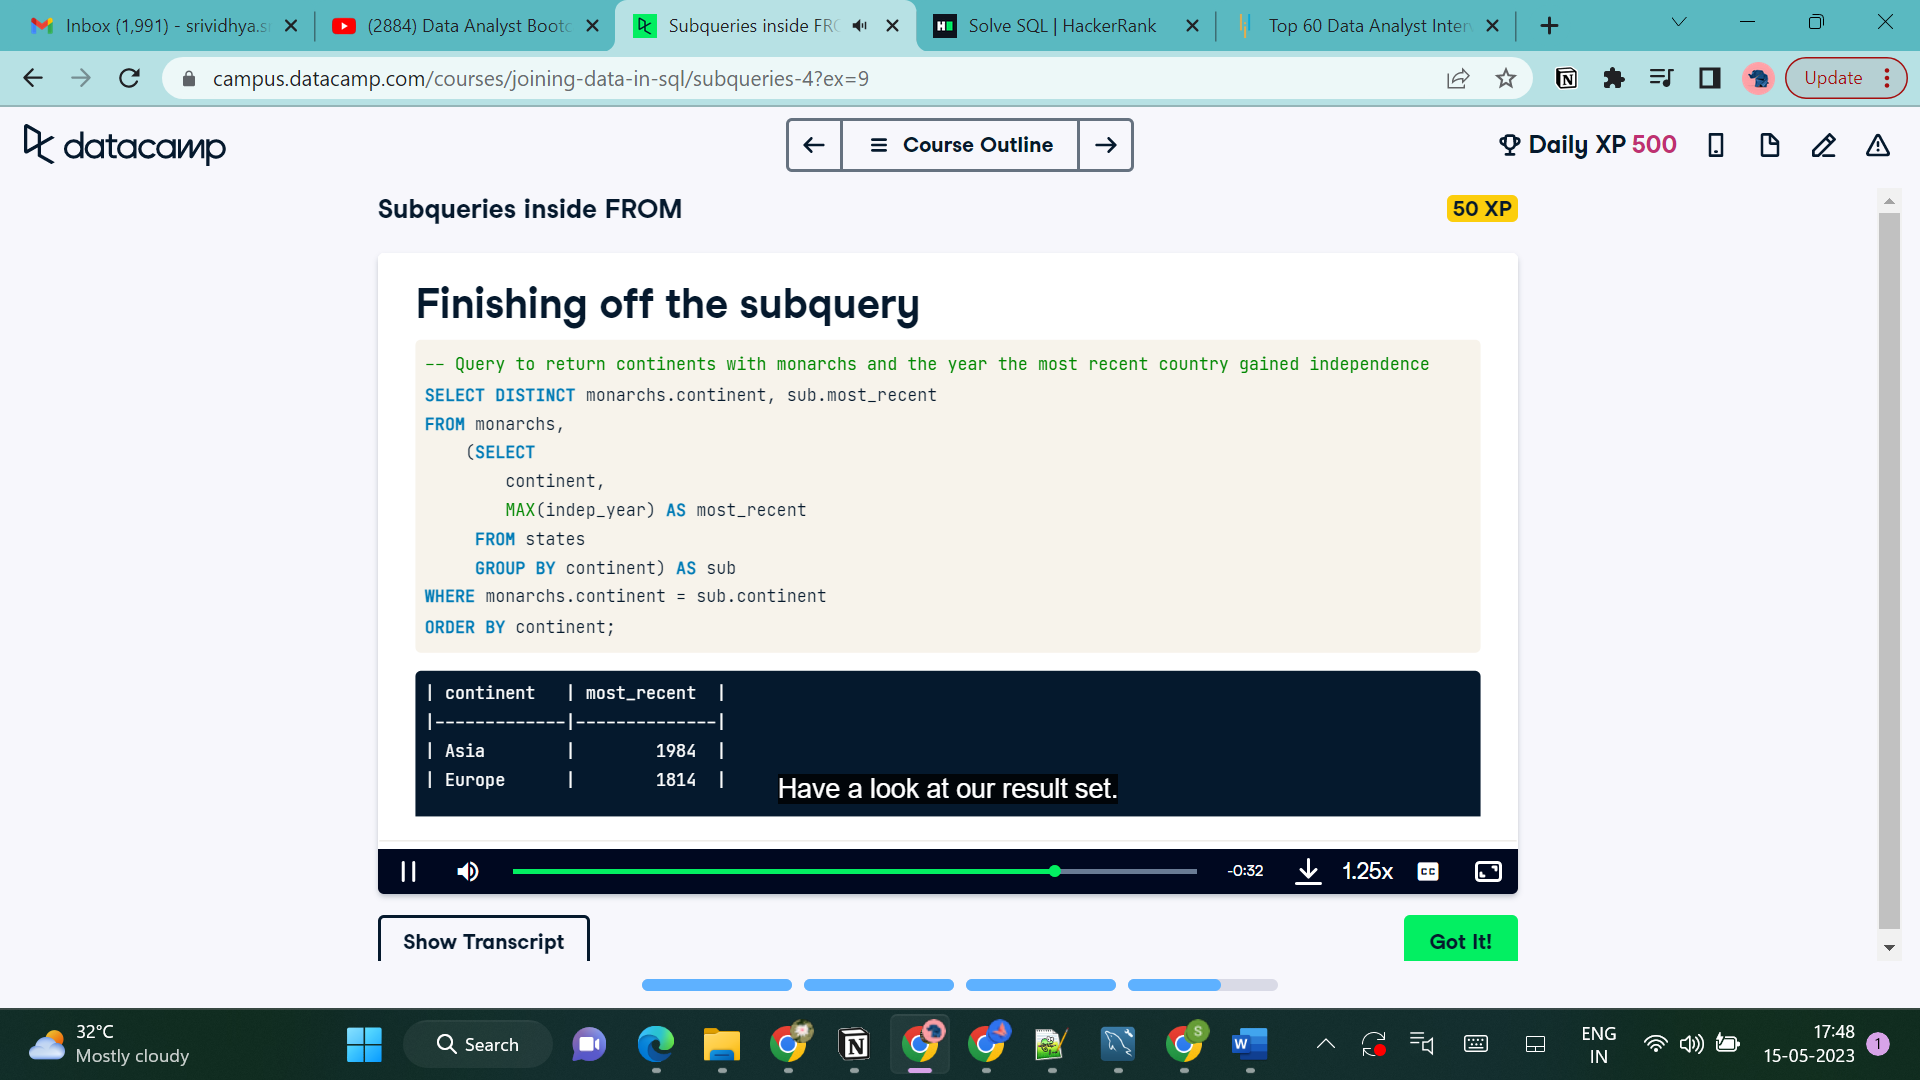 Inbox (1,991) - srividhya.s
(2884) Data Analyst Bootc
Subqueries inside FRO
Solve SQL | HackerRank
Top 60 Data Analyst Interv
campus.datacamp.com/courses/joining-data-in-sql/subqueries-4?ex=9
Update
datacamp
Course Outline
Daily XP 500
Subqueries inside FROM
50 XP
Finishing off the subquery
-- Query to return continents with monarchs and the year the most recent country gained independence
SELECT DISTINCT monarchs.continent, sub.most_recent
FROM monarchs,
(SELECT
continent,
MAX(indep_year) AS most_recent
FROM states
GROUP BY continent) AS sub
WHERE monarchs.continent = sub.continent
ORDER BY continent;
| continent | most_recent |
|-------------|--------------|
| Asia | 1984 |
| Europe | 1814 |
Have a look at our result set.
-0:32
1.25x
CC
Show Transcript
Got It!
32°C
Mostly cloudy
Search
S
W
ENG
IN
17:48
15-05-2023
1